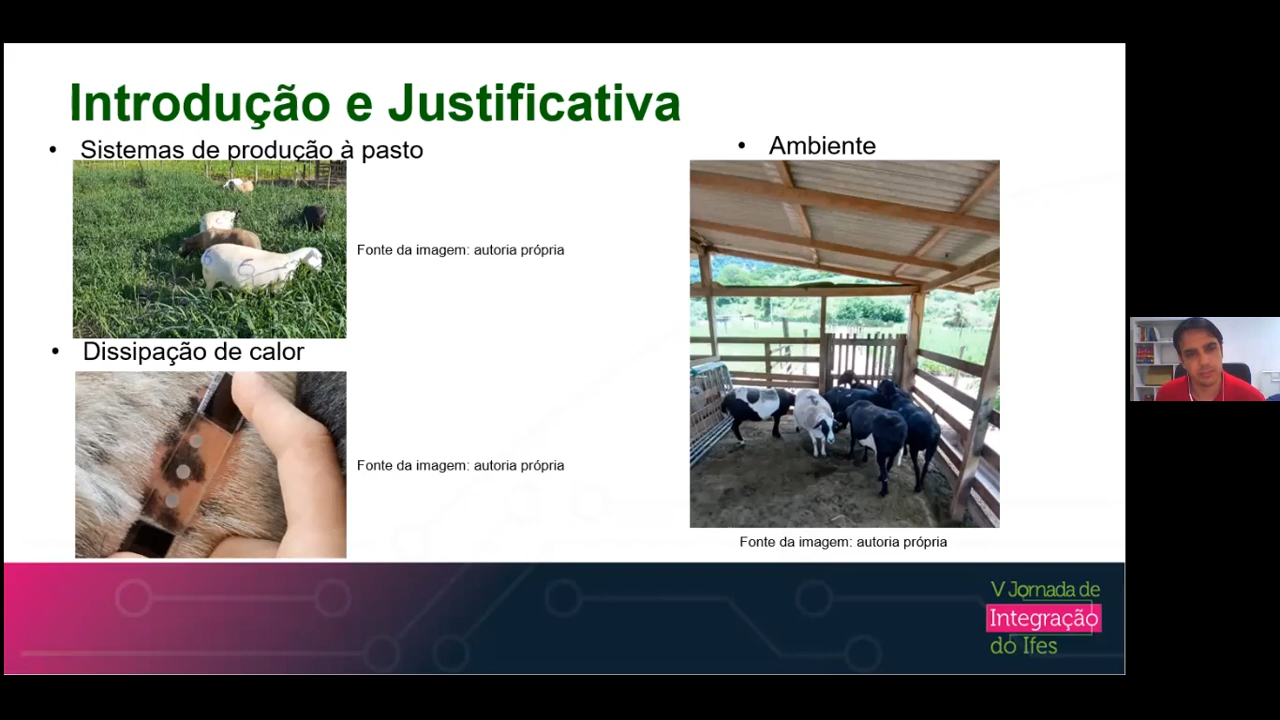 Introdução e Justificativa
• Sistemas de produção à pasto
Fonte da imagem: autoria própria
• Dissipação de calor
Fonte da imagem: autoria própria
• Ambiente
Fonte da imagem: autoria própria
V Jornada de
Integração
do Ifes